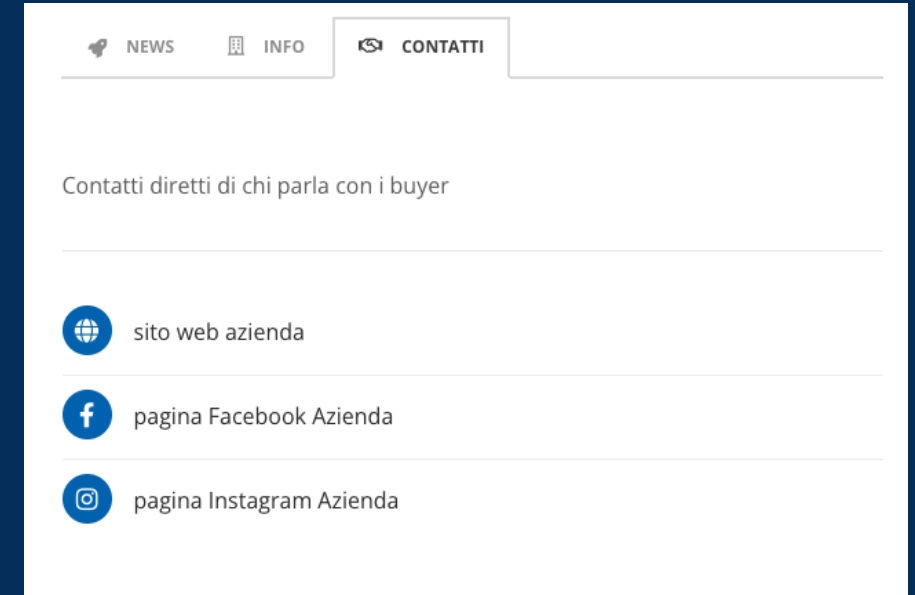 NEWS INFO CONTATTI
Contatti diretti di chi parla con i buyer
sito web azienda
pagina Facebook Azienda
pagina Instagram Azienda